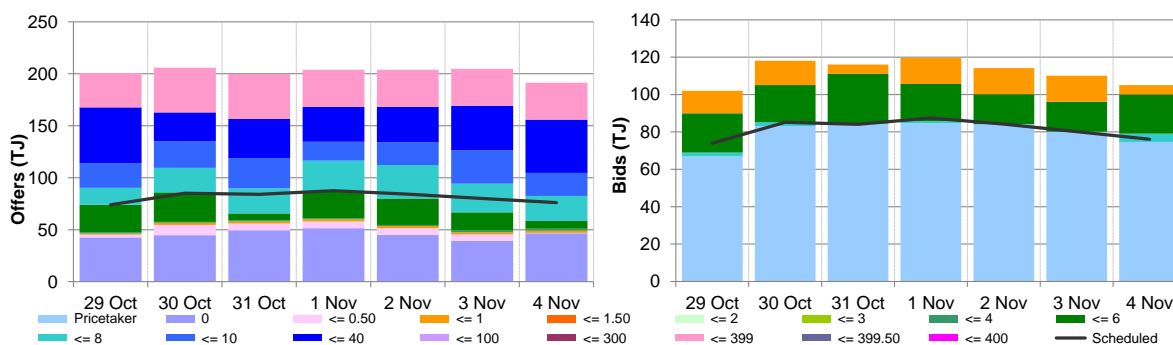 250
200
150
100
50
0
Offers (TJ)
29 Oct 30 Oct 31 Oct 1 Nov 2 Nov 3 Nov 4 Nov
140
120
100
80
60
40
20
0
Bids (TJ)
29 Oct 30 Oct 31 Oct 1 Nov 2 Nov 3 Nov 4 Nov
Pricetaker 0 <= 0.50 <= 1 <= 1.50 <= 2 <= 3 <= 4 <= 6
<= 8 <= 10 <= 40 <= 100 <= 300 <= 399 <= 399.50 <= 400 Scheduled